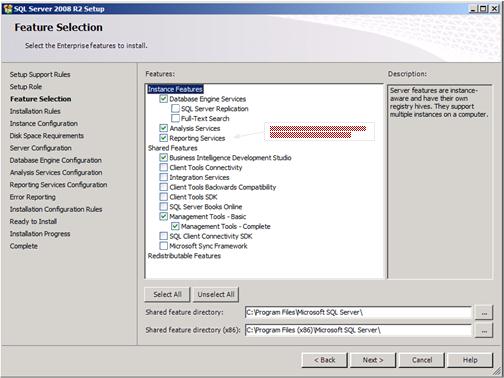 SQL Server 2008 R2 Setup
Feature Selection
Select the Enterprise features to install.
Setup Support Rules
Setup Role
Feature Selection
Installation Rules
Instance Configuration
Disk Space Requirements
Server Configuration
Database Engine Configuration
Analysis Services Configuration
Reporting Services Configuration
Error Reporting
Installation Configuration Rules
Ready to Install
Installation Progress
Complete
Features:
Instance Features
Database Engine Services
SQL Server Replication
Full-Text Search
Analysis Services
Reporting Services
Shared Features
Business Intelligence Development Studio
Client Tools Connectivity
Integration Services
Client Tools Backwards Compatibility
Client Tools SDK
SQL Server Books Online
Management Tools - Basic
Management Tools - Complete
SQL Client Connectivity SDK
Microsoft Sync Framework
Redistributable Features
Description:
Server features are instance-
aware and have their own
registry hives. They support
multiple instances on a computer.
Select All
Unselect All
Shared feature directory:
C:\Program Files\Microsoft SQL Server\
...
Shared feature directory (x86):
C:\Program Files (x86)\Microsoft SQL Server\
...
< Back
Next >
Cancel
Help